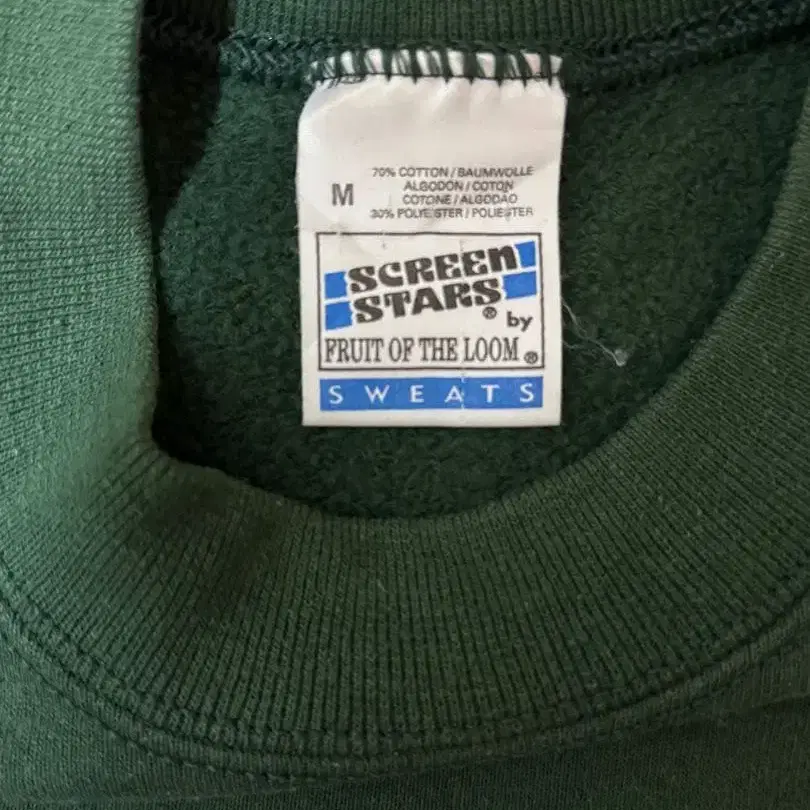 M
70% COTTON / BAUMWOLLE
ALGODON / COTON
COTONE / ALGODAO
30% POLYESTER / POLIESTER
SCREEN
STARS®
by
FRUIT OF THE LOOM®
SWEATS